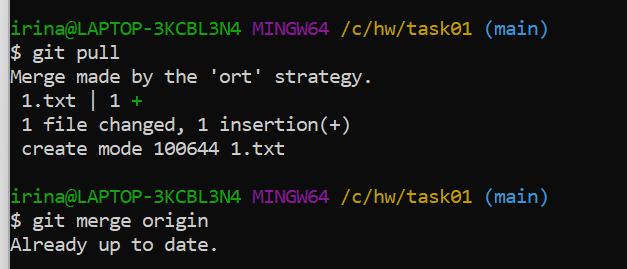 irina@LAPTOP-3KCBL3N4 MINGW64 /c/hw/task01 (main)
$ git pull
Merge made by the 'ort' strategy.
 1.txt | 1 +
 1 file changed, 1 insertion(+)
 create mode 100644 1.txt

irina@LAPTOP-3KCBL3N4 MINGW64 /c/hw/task01 (main)
$ git merge origin
Already up to date.